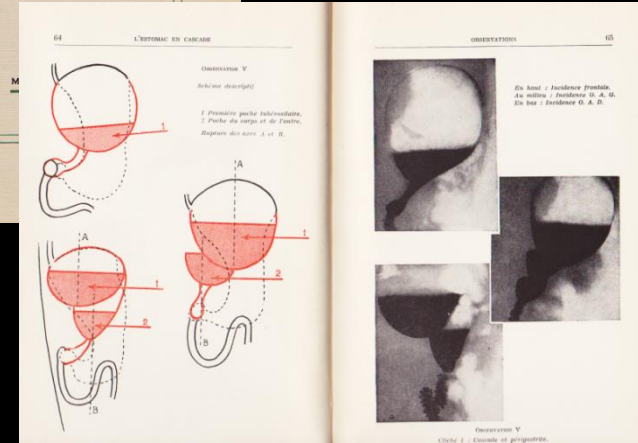 M
64
L'ESTOMAC EN CASCADE
OBSERVATION V
Schéma descriptif
1 Première poche tubérositaire.
2 Poche du corps et de l'antre.
Rupture des axes A et B.
1
A
1
2
B
A
1
2
B
OBSERVATIONS
65
En haut : Incidence frontale.
Au milieu : Incidence O. A. G.
En bas : Incidence O. A. D.
OBSERVATION V
Cliché 1 : Cascade et périgastrite.